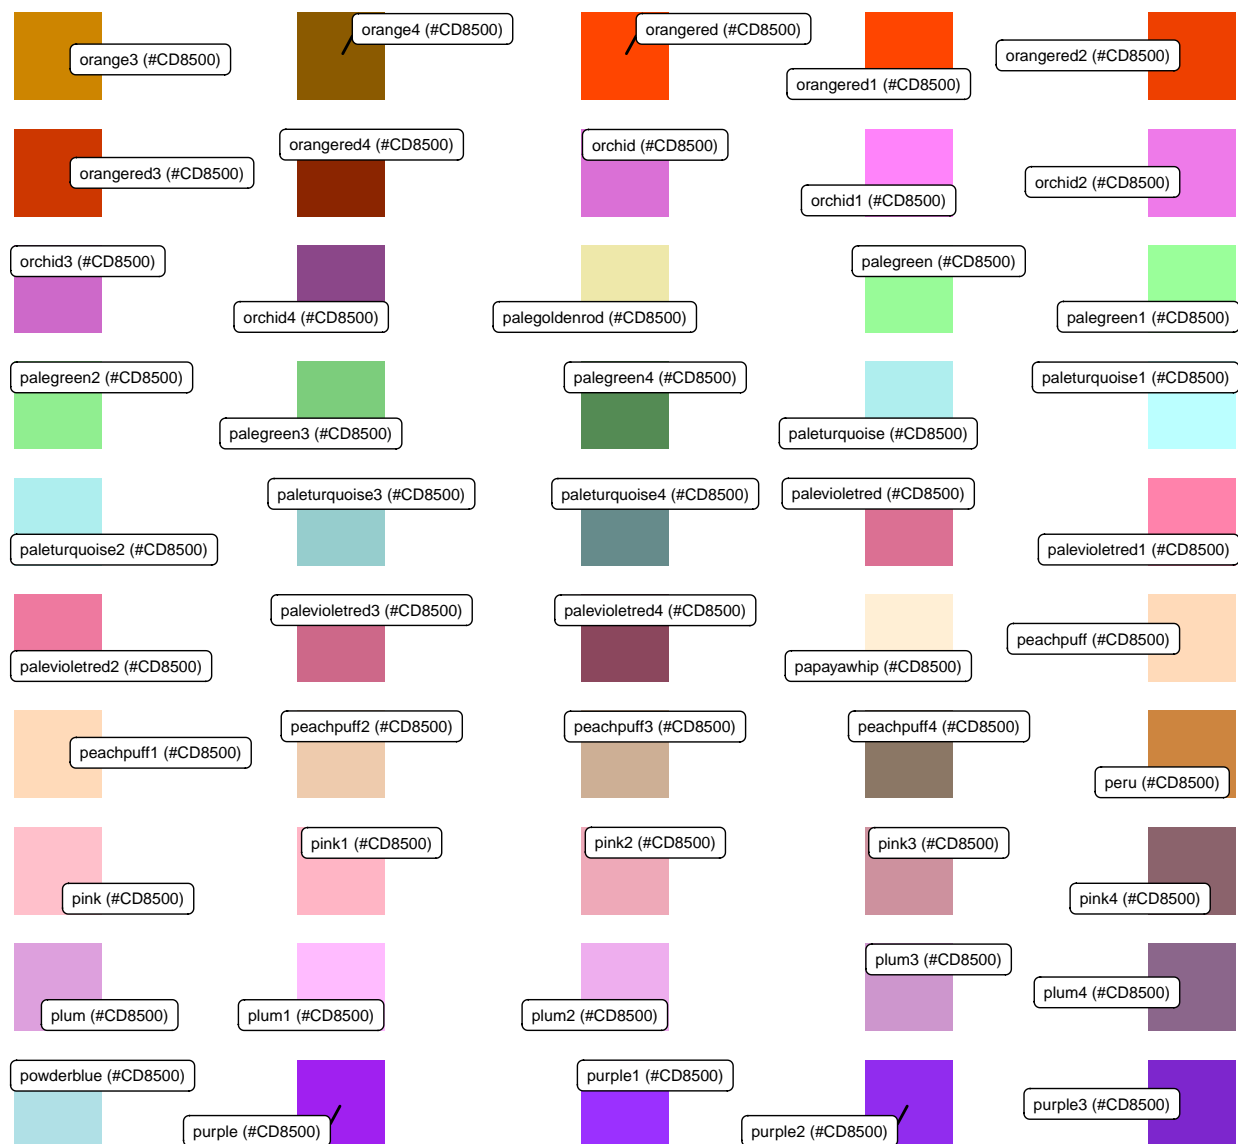 orange3 (#CD8500)
orange4 (#CD8500)
orangered (#CD8500)
orangered1 (#CD8500)
orangered2 (#CD8500)
orangered3 (#CD8500)
orangered4 (#CD8500)
orchid (#CD8500)
orchid1 (#CD8500)
orchid2 (#CD8500)
orchid3 (#CD8500)
orchid4 (#CD8500)
palegoldenrod (#CD8500)
palegreen (#CD8500)
palegreen1 (#CD8500)
palegreen2 (#CD8500)
palegreen3 (#CD8500)
palegreen4 (#CD8500)
paleturquoise (#CD8500)
paleturquoise1 (#CD8500)
paleturquoise2 (#CD8500)
paleturquoise3 (#CD8500)
paleturquoise4 (#CD8500)
palevioletred (#CD8500)
palevioletred1 (#CD8500)
palevioletred2 (#CD8500)
palevioletred3 (#CD8500)
palevioletred4 (#CD8500)
papayawhip (#CD8500)
peachpuff (#CD8500)
peachpuff1 (#CD8500)
peachpuff2 (#CD8500)
peachpuff3 (#CD8500)
peachpuff4 (#CD8500)
peru (#CD8500)
pink (#CD8500)
pink1 (#CD8500)
pink2 (#CD8500)
pink3 (#CD8500)
pink4 (#CD8500)
plum (#CD8500)
plum1 (#CD8500)
plum2 (#CD8500)
plum3 (#CD8500)
plum4 (#CD8500)
powderblue (#CD8500)
purple (#CD8500)
purple1 (#CD8500)
purple2 (#CD8500)
purple3 (#CD8500)